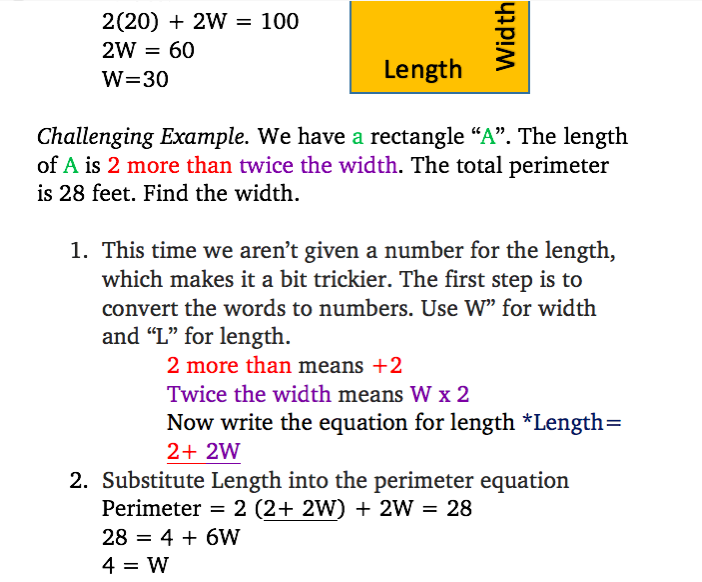 2(20) + 2W = 100
2W = 60
W=30
Length
Width
Challenging Example. We have a rectangle “A”. The length
of A is 2 more than twice the width. The total perimeter
is 28 feet. Find the width.
1. This time we aren’t given a number for the length,
which makes it a bit trickier. The first step is to
convert the words to numbers. Use W” for width
and “L” for length.
2 more than means +2
Twice the width means W x 2
Now write the equation for length *Length=
2+ 2W
2. Substitute Length into the perimeter equation
Perimeter = 2 (2+ 2W) + 2W = 28
28 = 4 + 6W
4 = W